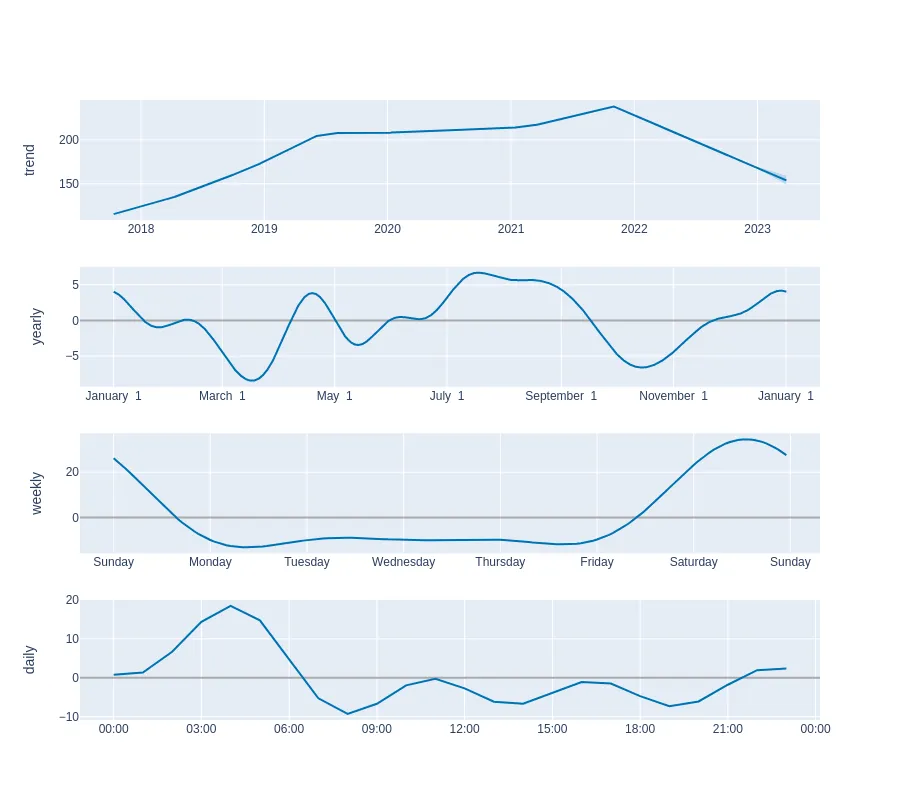 trend
200
150
2018 2019 2020 2021 2022 2023
yearly
5
0
−5
January 1 March 1 May 1 July 1 September 1 November 1 January 1
weekly
20
0
Sunday Monday Tuesday Wednesday Thursday Friday Saturday Sunday
daily
20
10
0
−10
00:00 03:00 06:00 09:00 12:00 15:00 18:00 21:00 00:00